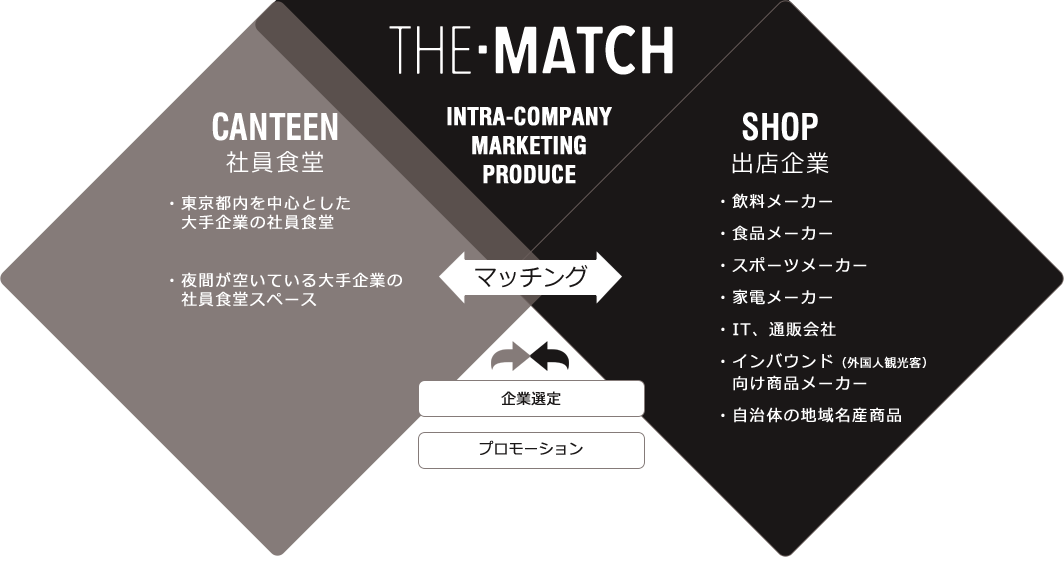 THE·MATCH
INTRA-COMPANY
MARKETING
PRODUCE
CANTEEN
社員食堂
・東京都内を中心とした
大手企業の社員食堂
・夜間が空いている大手企業の
社員食堂スペース
SHOP
出店企業
・飲料メーカー
・食品メーカー
・スポーツメーカー
・家電メーカー
・IT、通販会社
・インバウンド（外国人観光客）
向け商品メーカー
・自治体の地域名産商品
マッチング
企業選定
プロモーション